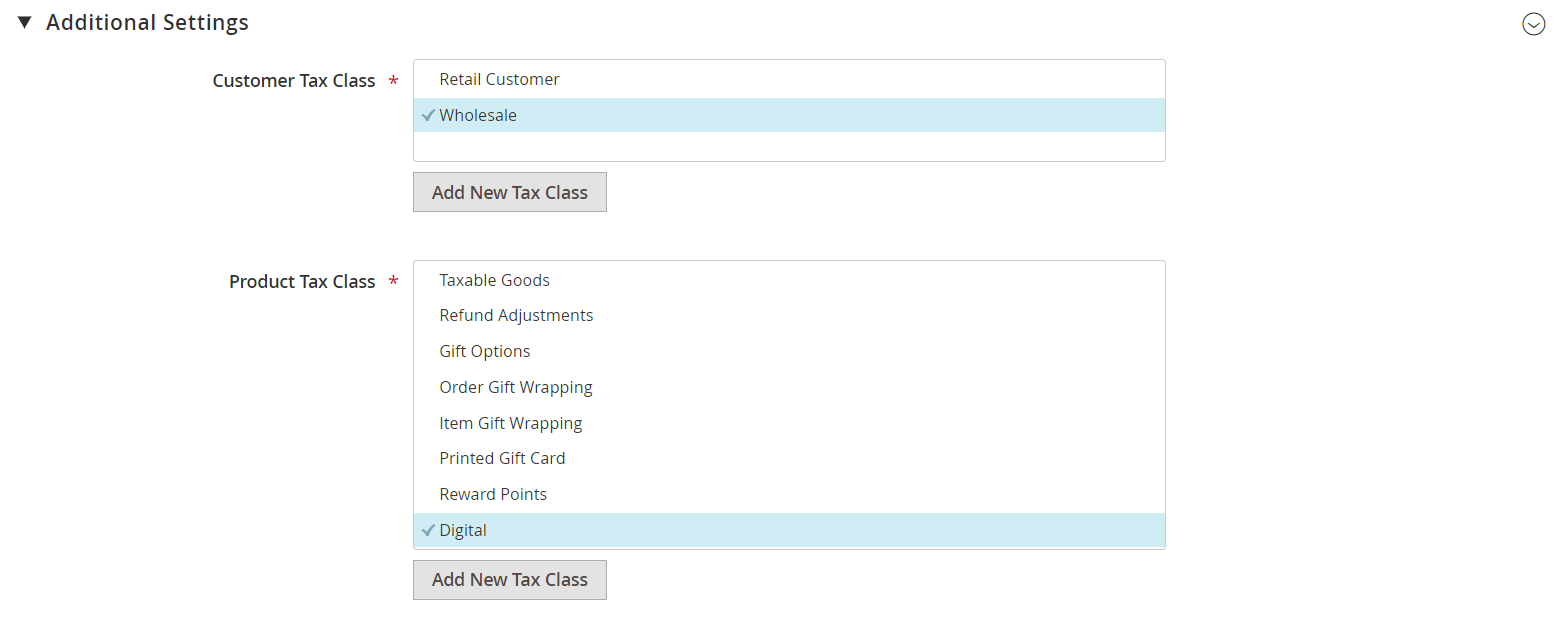 Additional Settings
Customer Tax Class *
Retail Customer
Wholesale
Add New Tax Class
Product Tax Class *
Taxable Goods
Refund Adjustments
Gift Options
Order Gift Wrapping
Item Gift Wrapping
Printed Gift Card
Reward Points
Digital
Add New Tax Class